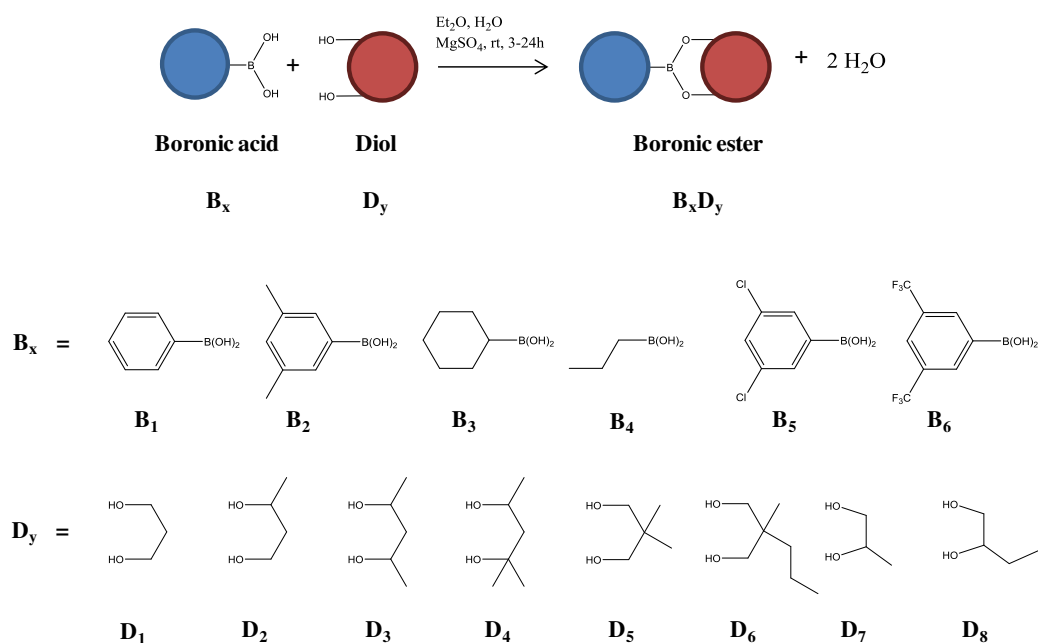 Et₂O, H₂O
MgSO₄, rt, 3-24h
OH
B
OH
+
HO
HO
B
O
O
+ 2 H₂O
Boronic acid Diol Boronic ester
Bₓ Dᵧ BₓDᵧ
Bₓ =
B(OH)₂
B(OH)₂
B(OH)₂
B(OH)₂
Cl
Cl
B(OH)₂
F₃C
F₃C
B(OH)₂
B₁ B₂ B₃ B₄ B₅ B₆
Dᵧ =
HO HO HO HO HO HO HO HO
HO HO HO HO HO HO HO HO
D₁ D₂ D₃ D₄ D₅ D₆ D₇ D₈